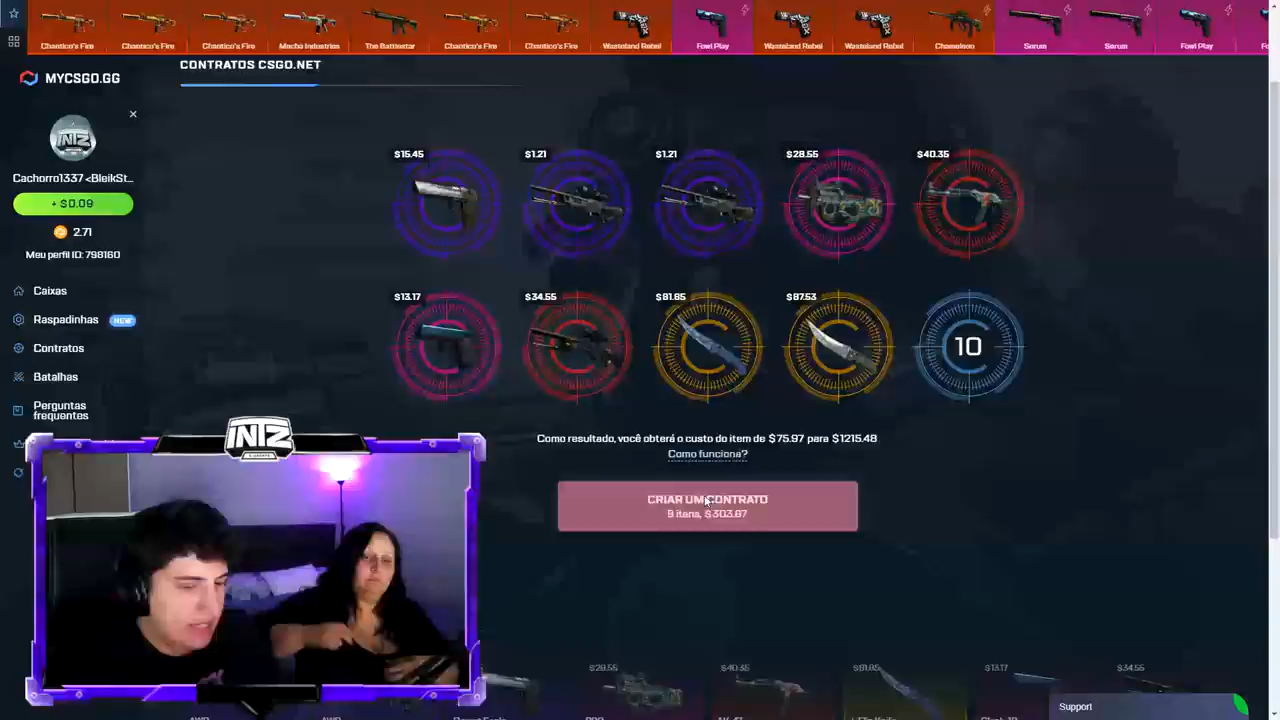 Chantico's Fire
Chantico's Fire
Chantico's Fire
Mecha Industries
The Battlestar
Chantico's Fire
Chantico's Fire
Wasteland Rebel
Fowl Play
Wasteland Rebel
Wasteland Rebel
Chameleon
Serum
Serum
Fowl Play
MYCSGO.GG
CONTRATOS CSGO.NET
INTZ
Cachorro1337 <BleikSt...
+ $0.09
2.71
Meu perfil ID: 798160
Caixas
Raspadinhas NEW
Contratos
Batalhas
Perguntas
frequentes
$15.45
$1.21
$1.21
$28.55
$40.35
$13.17
$34.55
$81.85
$87.53
10
Como resultado, você obterá o custo do item de $75.97 para $1215.48
Como funciona?
CRIAR UM CONTRATO
9 itens, $303.87
INTZ
$28.55
$40.35
$81.85
$13.17
$34.55
Support